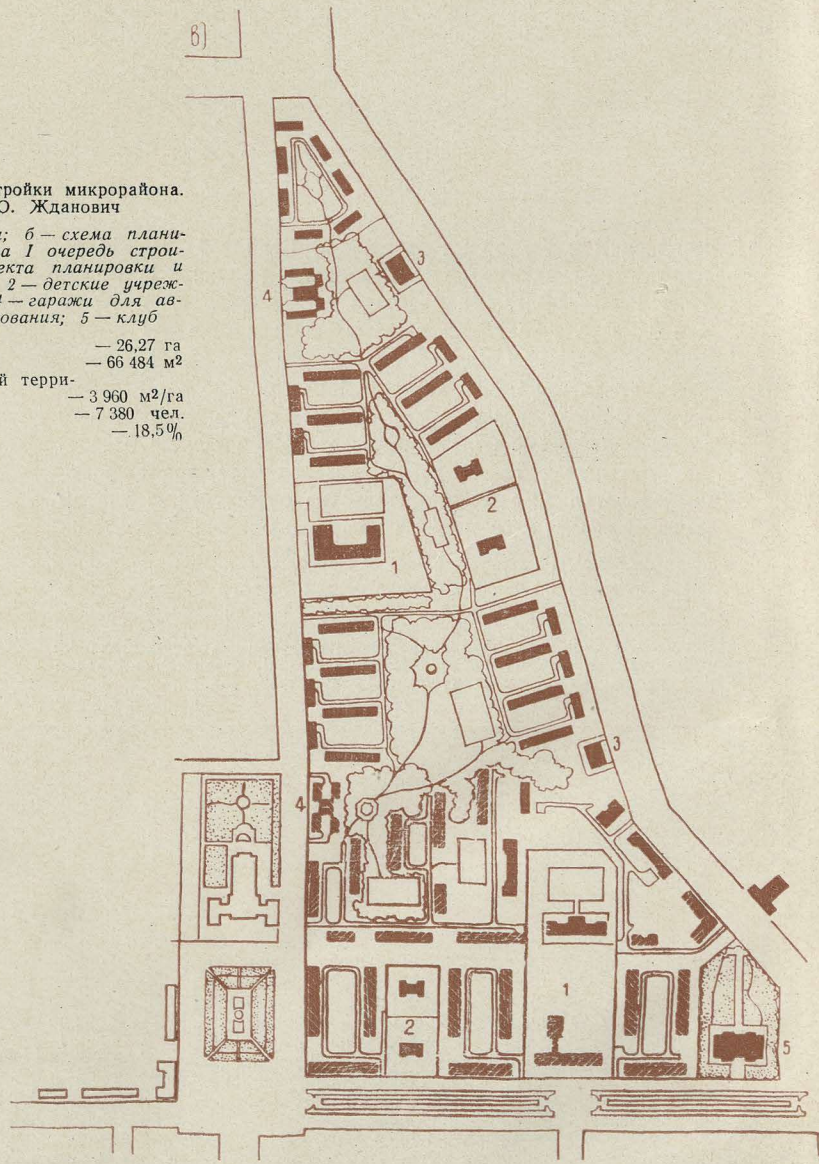 в)
тройки микрорайона.
О. Жданович
б — схема плани-
а I очередь строи-
екта планировки и
2 — детские учреж-
— гаражи для ав-
ования; 5 — клуб
— 26,27 га
— 66 484 м²
й терри-
— 3 960 м²/га
— 7 380 чел.
— 18,5%
3
4
2
1
3
4
1
2
5